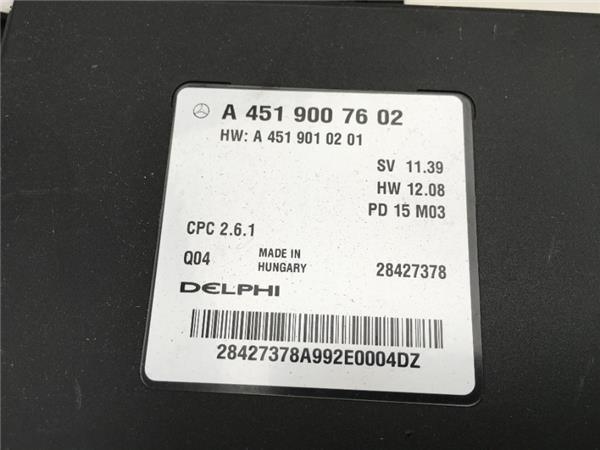 A 451 900 76 02
HW: A 451 901 02 01
SV 11.39
HW 12.08
PD 15 M03
CPC 2.6.1
Q04
MADE IN
HUNGARY
28427378
DELPHI
28427378A992E0004DZ